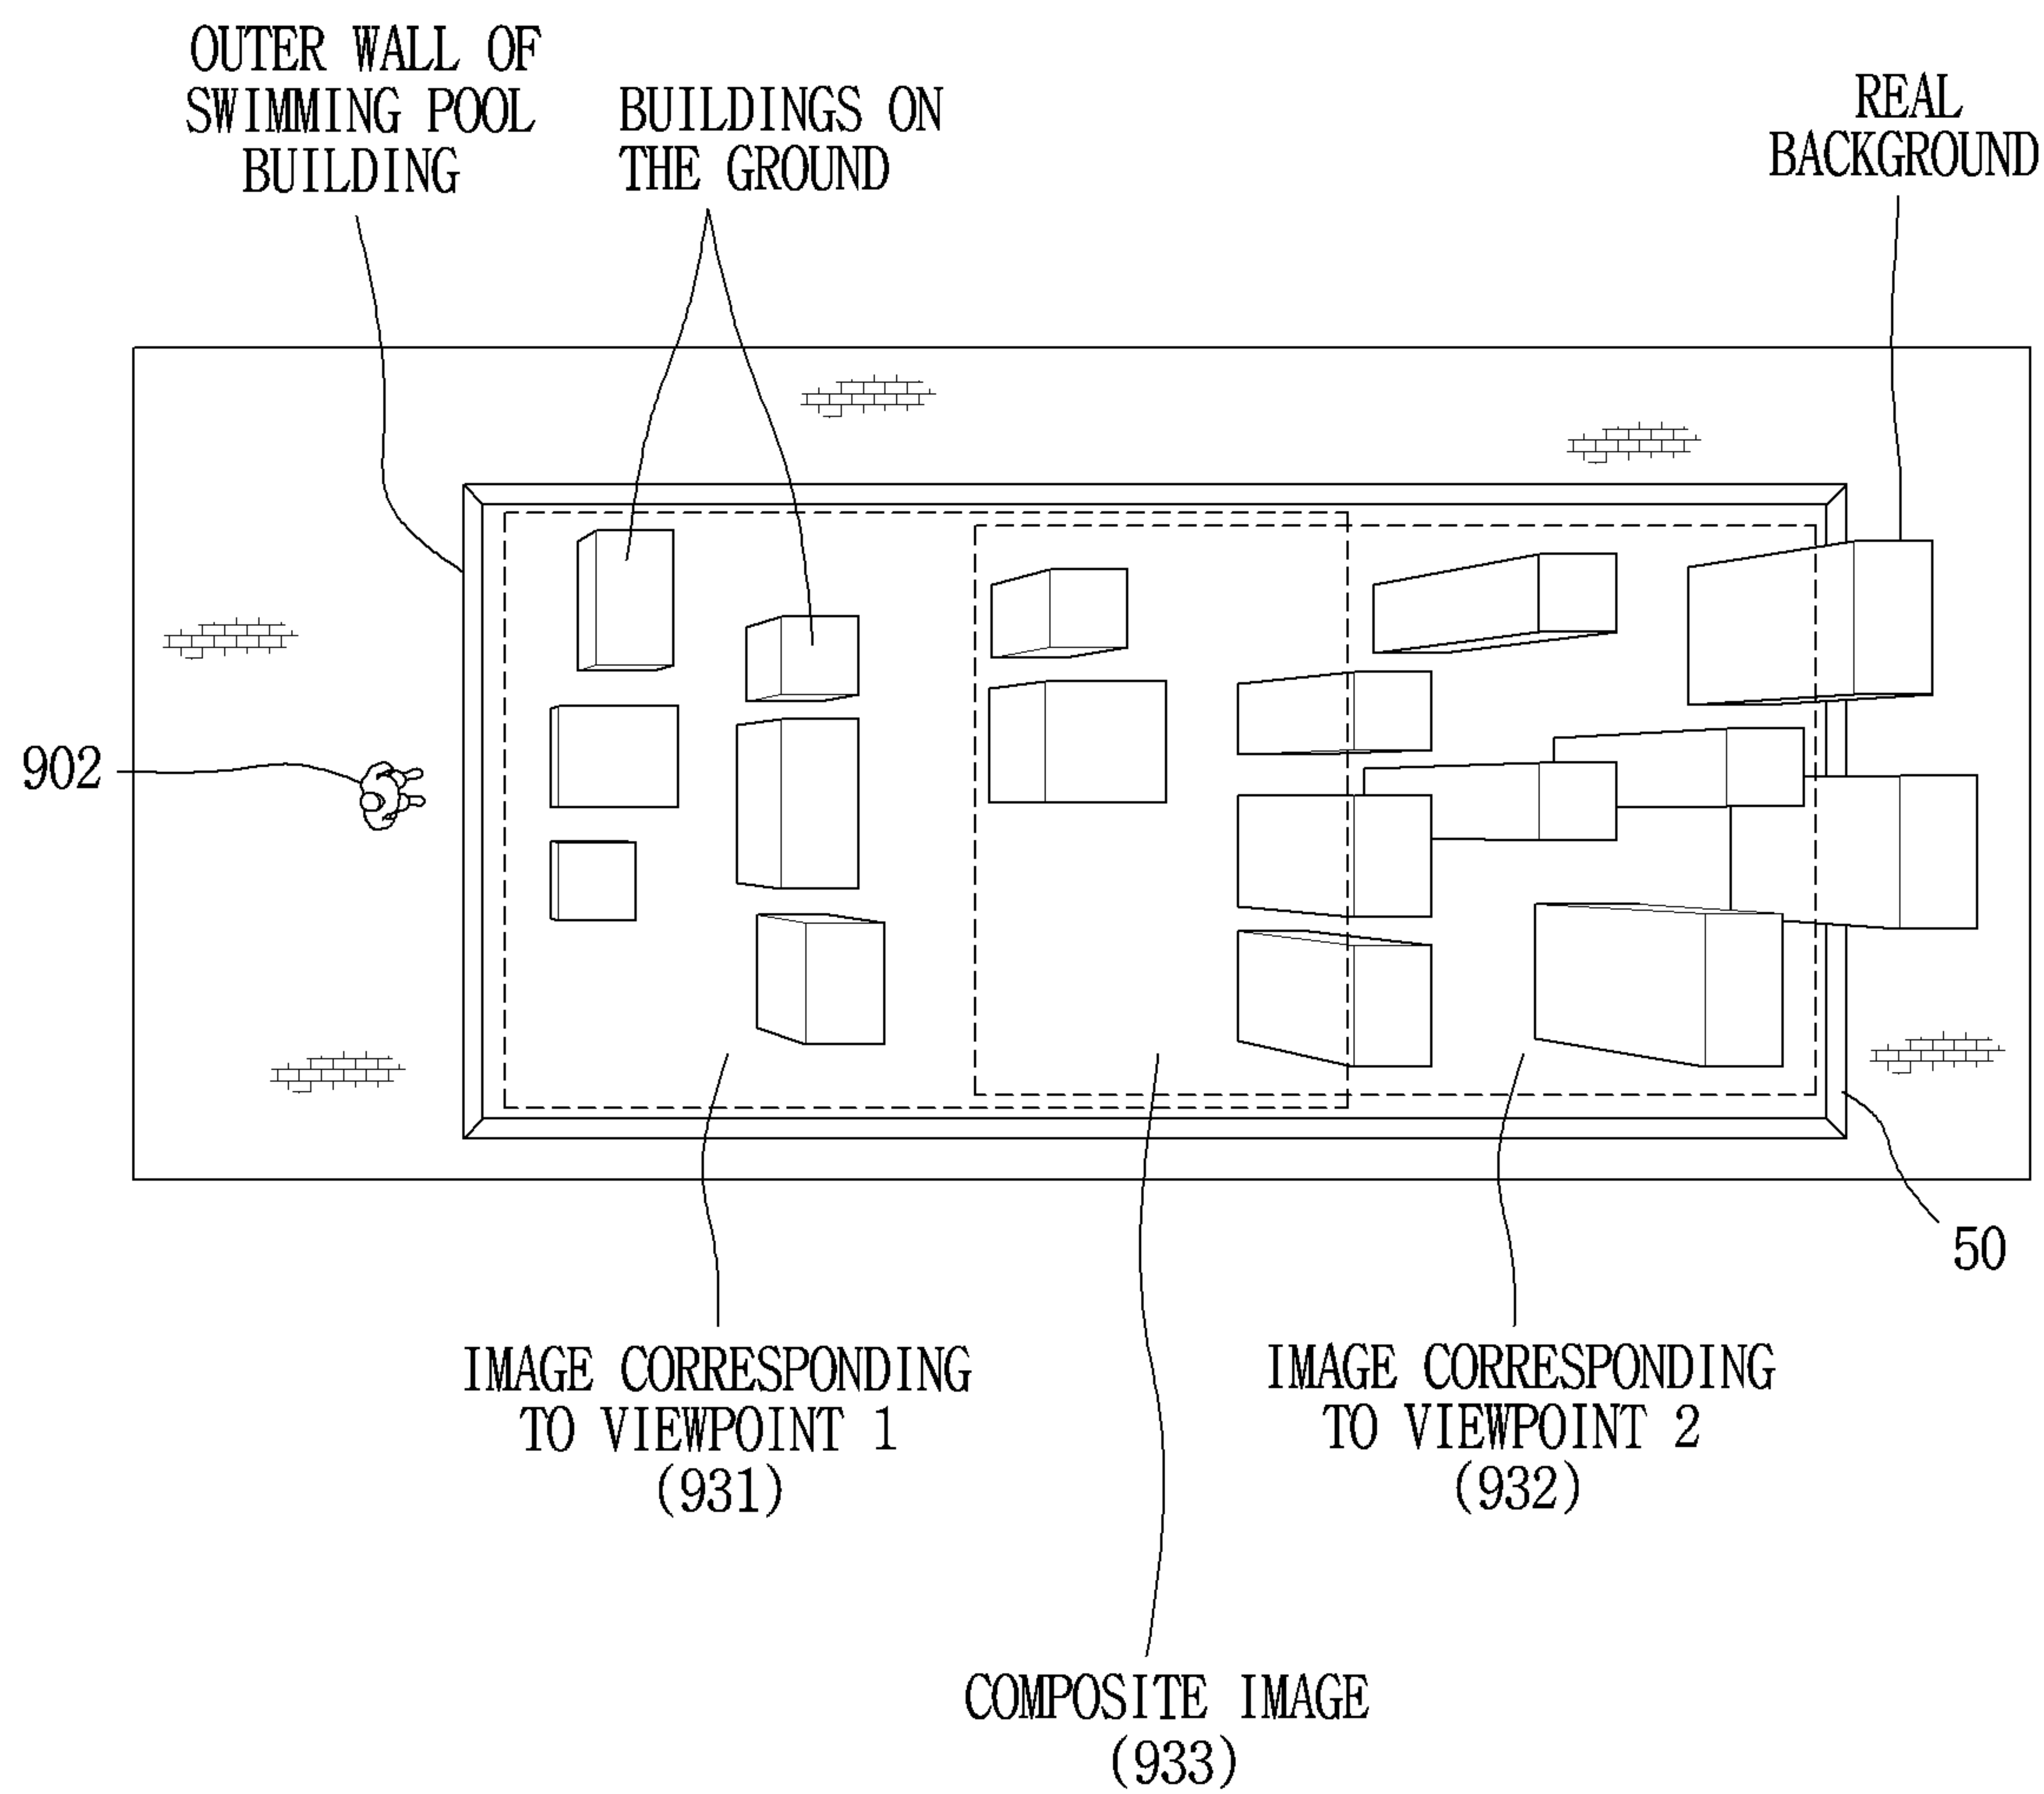 OUTER WALL OF
SWIMMING POOL
BUILDING
BUILDINGS ON
THE GROUND
REAL
BACKGROUND
902
50
IMAGE CORRESPONDING
TO VIEWPOINT 1
(931)
IMAGE CORRESPONDING
TO VIEWPOINT 2
(932)
COMPOSITE IMAGE
(933)